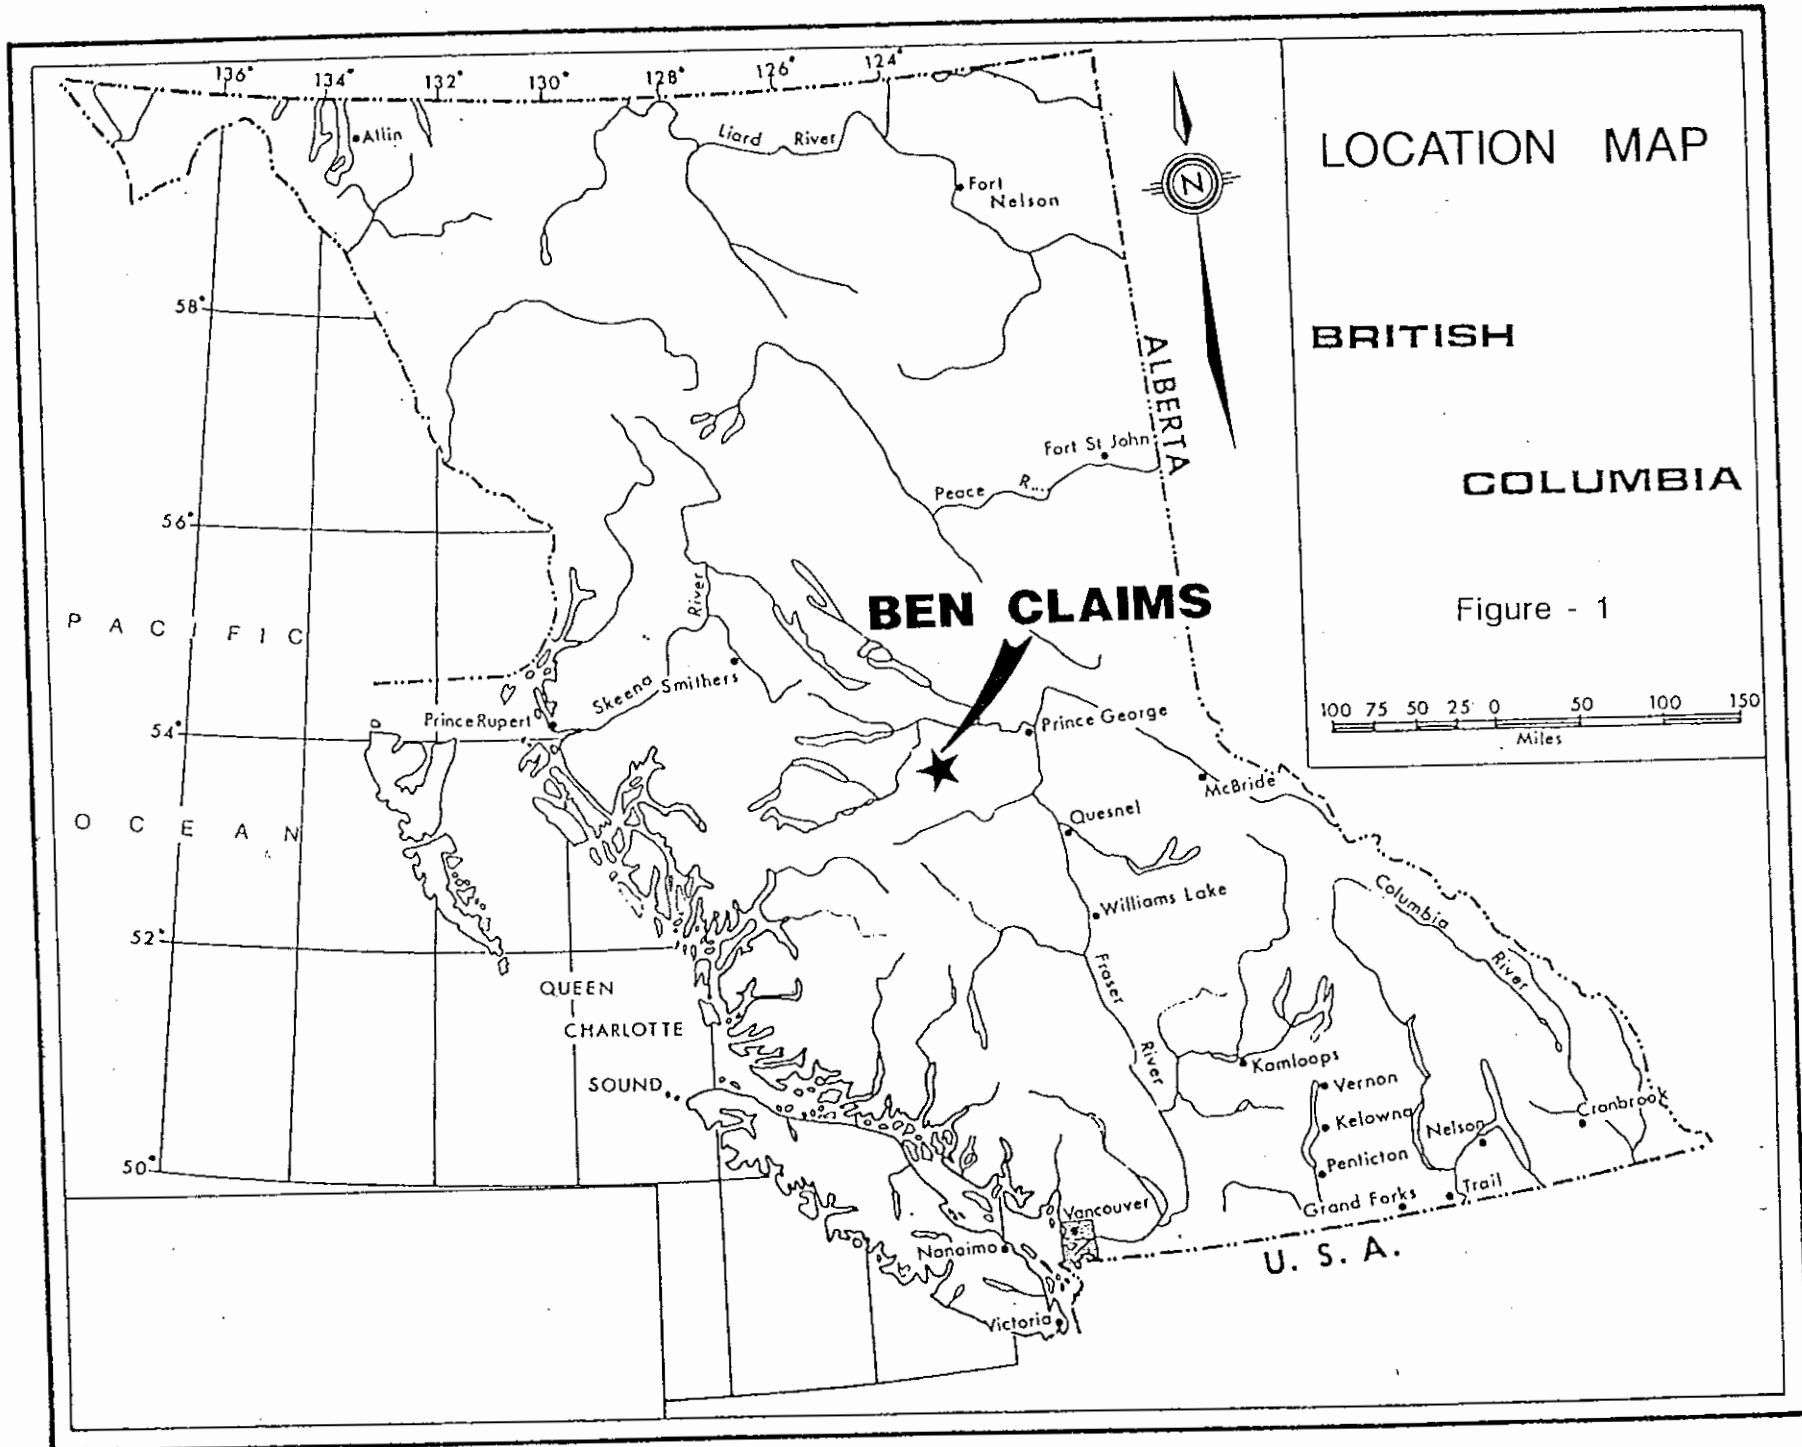 136° 134° 132° 130° 128° 126° 124°
LOCATION MAP
BRITISH
COLUMBIA
Figure - 1
100 75 50 25 0 50 100 150
Miles
N
Atlin
Liard River
Fort
Nelson
58°
ALBERTA
Fort St John
Peace R...
56°
BEN CLAIMS
PACIFIC
OCEAN
River
Skeena
Smithers
Prince Rupert
54°
Prince George
McBride
Quesnel
Williams Lake
Columbia
River
52°
QUEEN
CHARLOTTE
SOUND
Fraser
River
Kamloops
Vernon
Kelowna
Penticton
Nelson
Cranbrook
50°
Grand Forks
Trail
Vancouver
Nanaimo
Victoria
U. S. A.